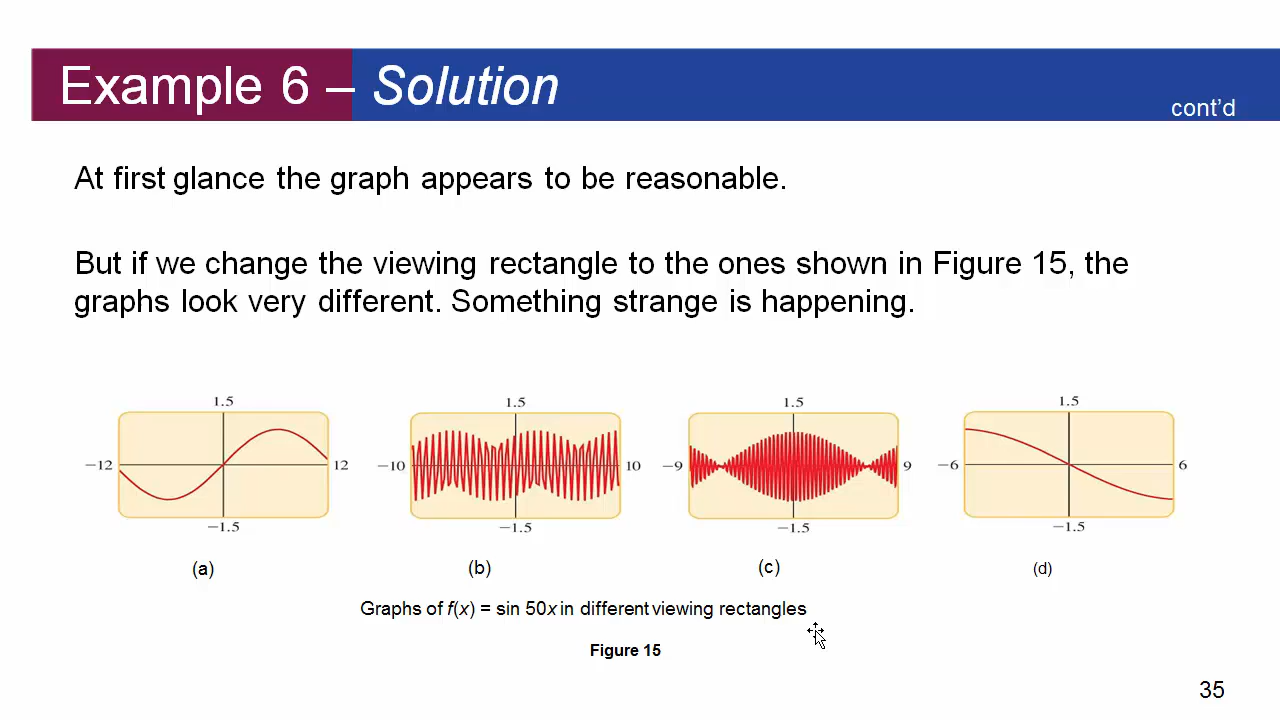 Example 6 – Solution
cont’d
At first glance the graph appears to be reasonable.
But if we change the viewing rectangle to the ones shown in Figure 15, the
graphs look very different. Something strange is happening.
1.5
−12
12
−1.5
(a)
1.5
−10
10
−1.5
(b)
1.5
−9
9
−1.5
(c)
1.5
−6
6
−1.5
(d)
Graphs of f(x) = sin 50x in different viewing rectangles
Figure 15
35